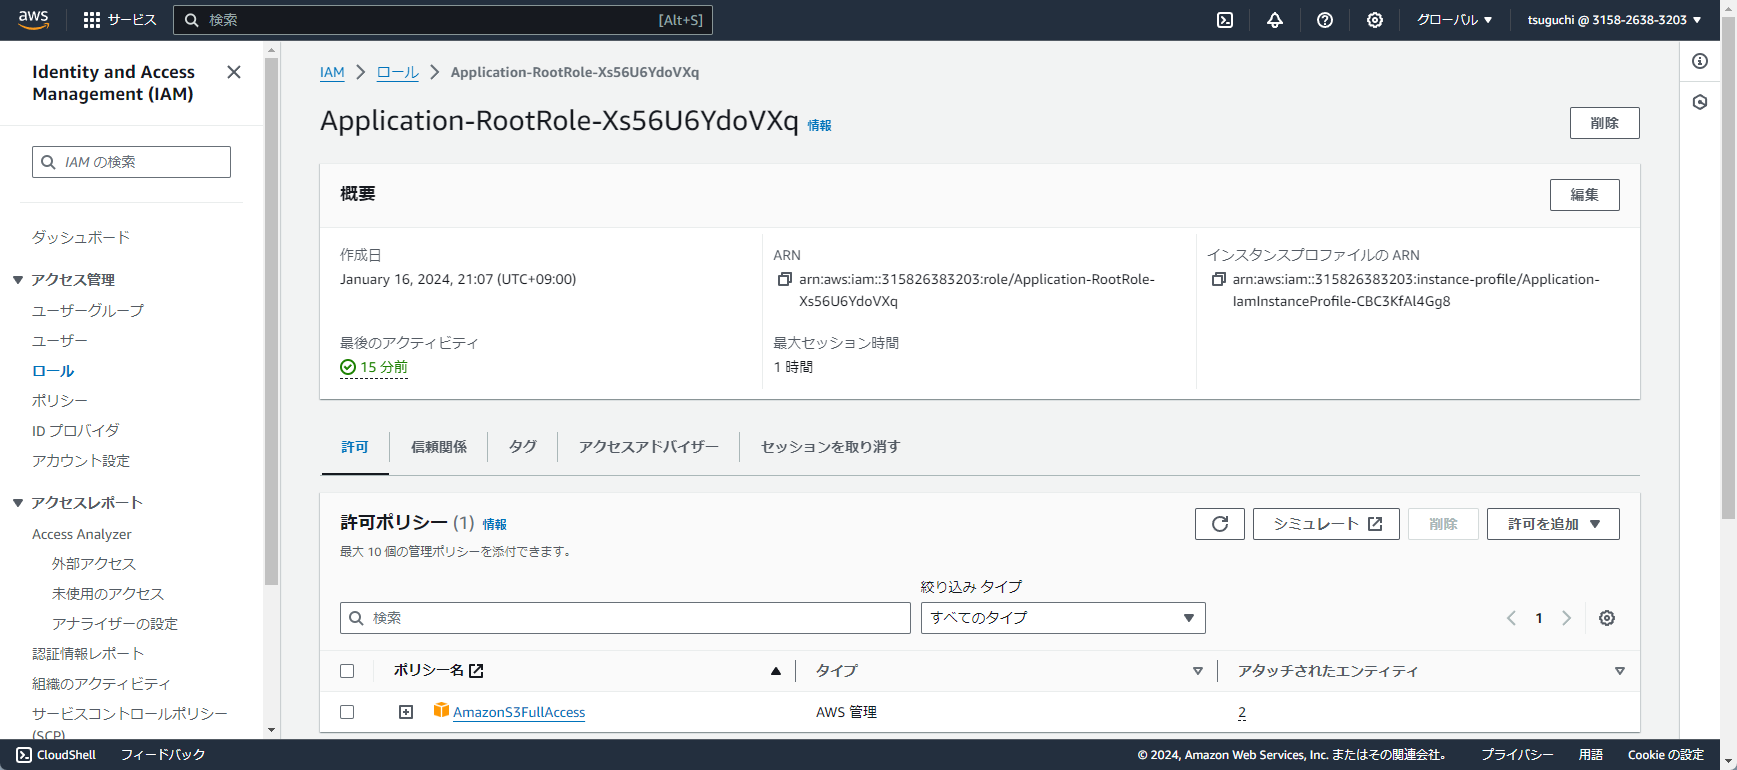 aws
サービス
検索
[Alt+S]
グローバル ▼
tsuguchi @ 3158-2638-3203 ▼
Identity and Access
Management (IAM)
IAM の検索
ダッシュボード
アクセス管理
ユーザーグループ
ユーザー
ロール
ポリシー
ID プロバイダ
アカウント設定
アクセスレポート
Access Analyzer
外部アクセス
未使用のアクセス
アナライザーの設定
認証情報レポート
組織のアクティビティ
サービスコントロールポリシー
(SCP)
IAM > ロール > Application-RootRole-Xs56U6YdoVXq
Application-RootRole-Xs56U6YdoVXq 情報
削除
概要
編集
作成日
January 16, 2024, 21:07 (UTC+09:00)
最後のアクティビティ
15 分前
ARN
arn:aws:iam::315826383203:role/Application-RootRole-
Xs56U6YdoVXq
最大セッション時間
1 時間
インスタンスプロファイルの ARN
arn:aws:iam::315826383203:instance-profile/Application-
IamInstanceProfile-CBC3KfAl4Gg8
許可
信頼関係
タグ
アクセスアドバイザー
セッションを取り消す
許可ポリシー (1) 情報
最大 10 個の管理ポリシーを添付できます。
シミュレート
削除
許可を追加 ▼
絞り込み タイプ
検索
すべてのタイプ
1
ポリシー名
タイプ
アタッチされたエンティティ
AmazonS3FullAccess
AWS 管理
2
CloudShell
フィードバック
© 2024, Amazon Web Services, Inc. またはその関連会社。
プライバシー
用語
Cookie の設定